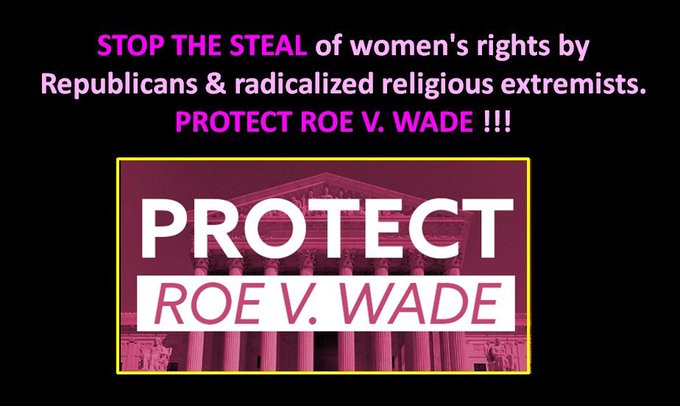 STOP THE STEAL of women's rights by
Republicans & radicalized religious extremists.
PROTECT ROE V. WADE !!!
PROTECT
ROE V. WADE